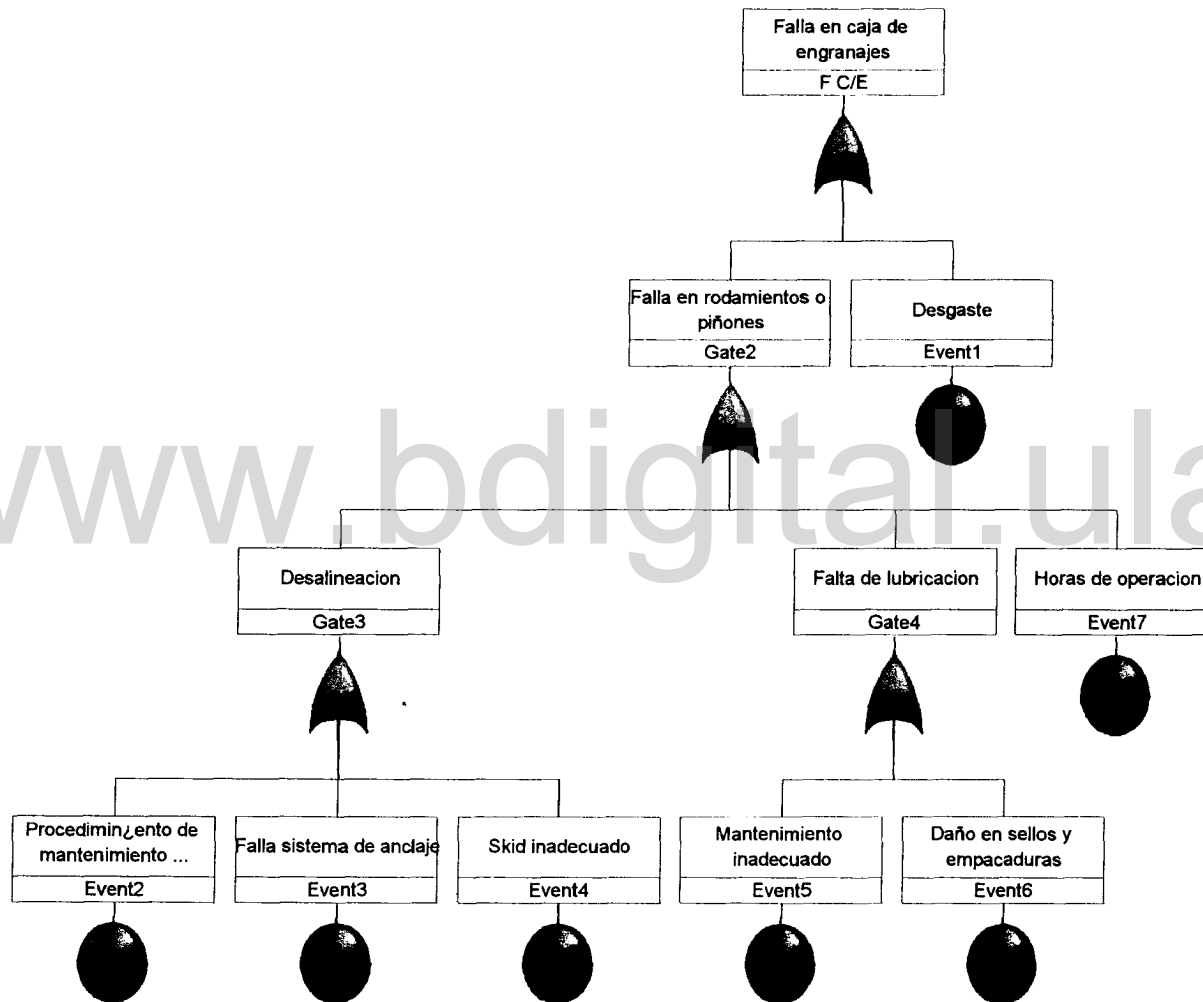 Falla en caja de
engranajes
F C/E
Falla en rodamientos o
piñones
Gate2
Desgaste
Event1
www.bdigital.ula
Desalineacion
Gate3
Falta de lubricacion
Gate4
Horas de operacion
Event7
Procedimin¿ento de
mantenimiento ...
Event2
Falla sistema de anclaje
Event3
Skid inadecuado
Event4
Mantenimiento
inadecuado
Event5
Daño en sellos y
empacaduras
Event6